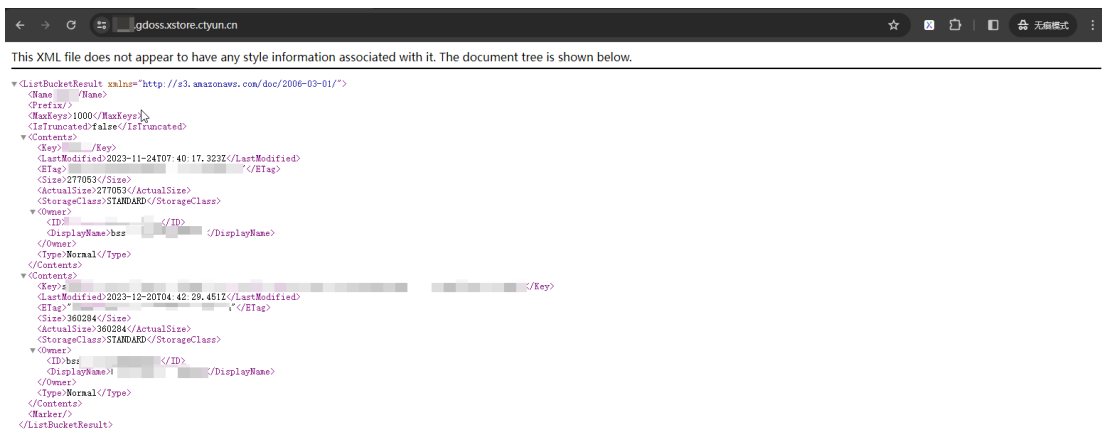 .gdoss.xstore.ctyun.cn 无痕模式
This XML file does not appear to have any style information associated with it. The document tree is shown below.
▼<ListBucketResult xmlns="http://s3.amazonaws.com/doc/2006-03-01/">
<Name /Name>
<Prefix/>
<MaxKeys>1000</MaxKeys>
<IsTruncated>false</IsTruncated>
▼<Contents>
<Key> /Key>
<LastModified>2023-11-24T07:40:17.323Z</LastModified>
<ETag> "</ETag>
<Size>277053</Size>
<ActualSize>277053</ActualSize>
<StorageClass>STANDARD</StorageClass>
▼<Owner>
<ID> </ID>
<DisplayName>bss </DisplayName>
</Owner>
<Type>Normal</Type>
</Contents>
▼<Contents>
<Key>s </Key>
<LastModified>2023-12-20T04:42:29.451Z</LastModified>
<ETag>" "</ETag>
<Size>360284</Size>
<ActualSize>360284</ActualSize>
<StorageClass>STANDARD</StorageClass>
▼<Owner>
<ID>bs </ID>
<DisplayName> </DisplayName>
</Owner>
<Type>Normal</Type>
</Contents>
<Marker/>
</ListBucketResult>